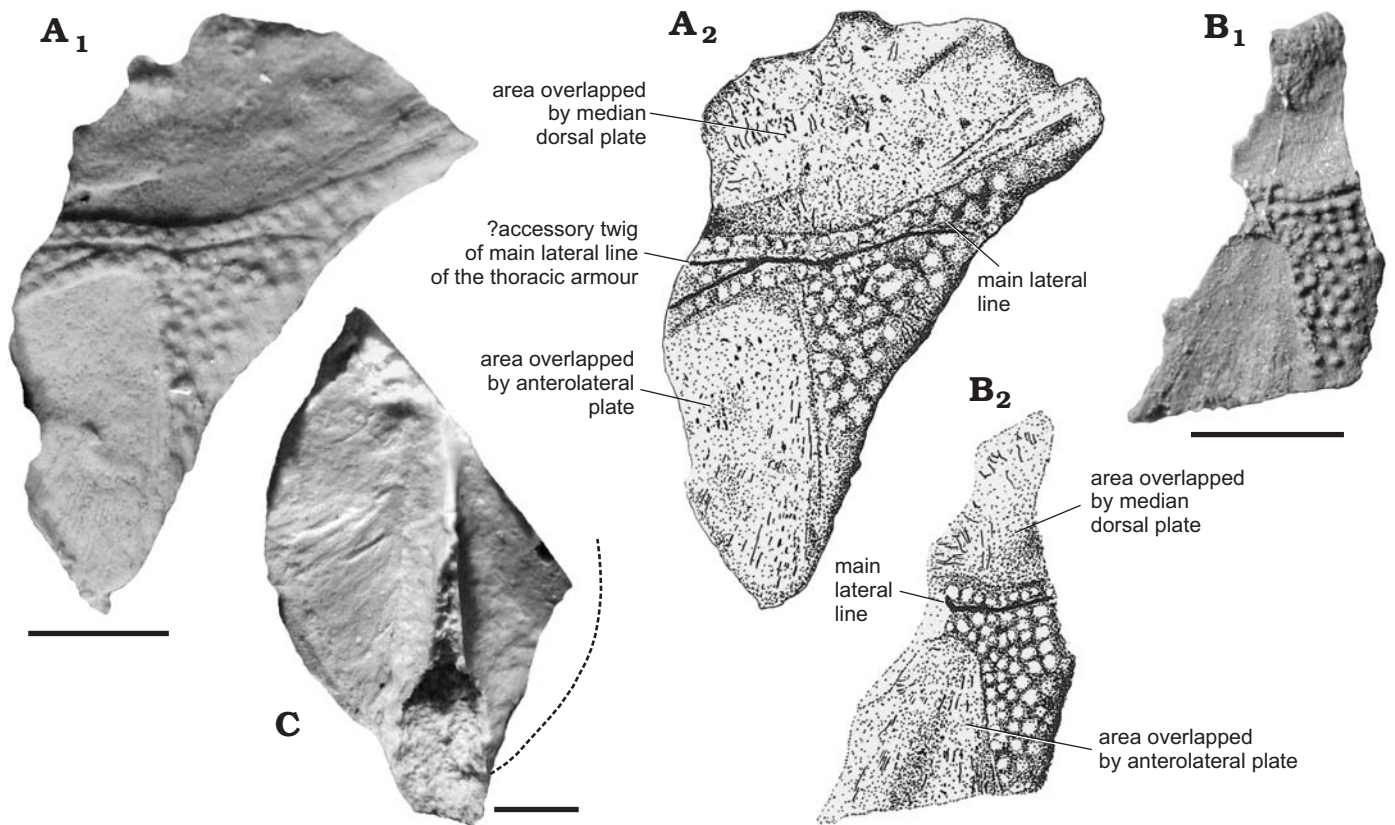 A1
A2
B1
area overlapped
by median
dorsal plate
?accessory twig
of main lateral line
of the thoracic armour
main lateral
line
area overlapped
by anterolateral
plate
B2
area overlapped
by median
dorsal plate
main
lateral
line
C
area overlapped
by anterolateral plate